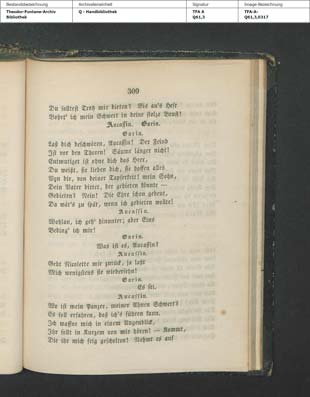 Bestandsbezeichnung
Theodor-Fontane-Archiv
Bibliothek
Archivalieneinheit
Q - Handbibliothek
Signatur
TFA A
Q61,3
Image-Bezeichnung
TFA-A-
Q61,3,0317
309
Du solltest Trotz mir bieten! Bis an's Heft
Bohrt' ich mein Schwert in deine stolze Brust!
Aucassin. Garin.
Garin.
Laß dich beschwören, Aucassin! Der Feind
Ist vor den Thoren! Säume länger nicht!
Entmuthigt ist ohne dich das Heer,
Du weißt, sie lieben dich, sie hoffen alles
Von dir, von deiner Tapferkeit! mein Sohn,
Dein Vater bittet, der gebieten könnte —
Gebieten! Nein! Die Ehre schon gebeut,
Du wär's zu spät, wenn ich gebieten wollte!
Aucassin.
Wohlan, ich geh' hinunter; aber Eins
Beding' ich mir!
Garin.
Was ist es, Aucassin?
Aucassin.
Gebt Nicolette mir zurück, ja laßt
Mich wenigstens sie wiedersehn!
Garin.
Es sei.
Aucassin.
Wo ist mein Panzer, meiner Ahnen Schwert?
Es soll erfahren, daß ich's führen kann.
Ich waffne mich in einem Augenblick,
Ihr sollt in Kurzem von mir hören! — Kommt,
Die ihr mich feig gescholten! Nehmt es auf